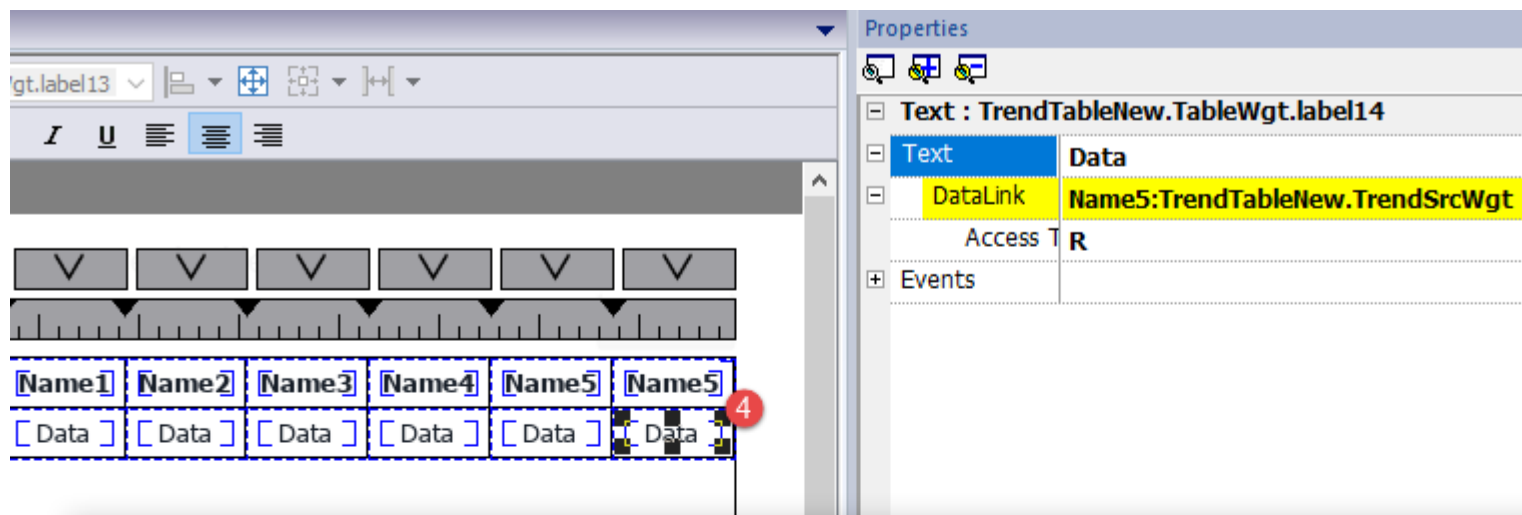 Properties
/gt.label13
I U
Text : TrendTableNew.TableWgt.label14
Text Data
DataLink Name5:TrendTableNew.TrendSrcWgt
Access T R
Events
Name1 Name2 Name3 Name4 Name5 Name5
4
Data Data Data Data Data Data